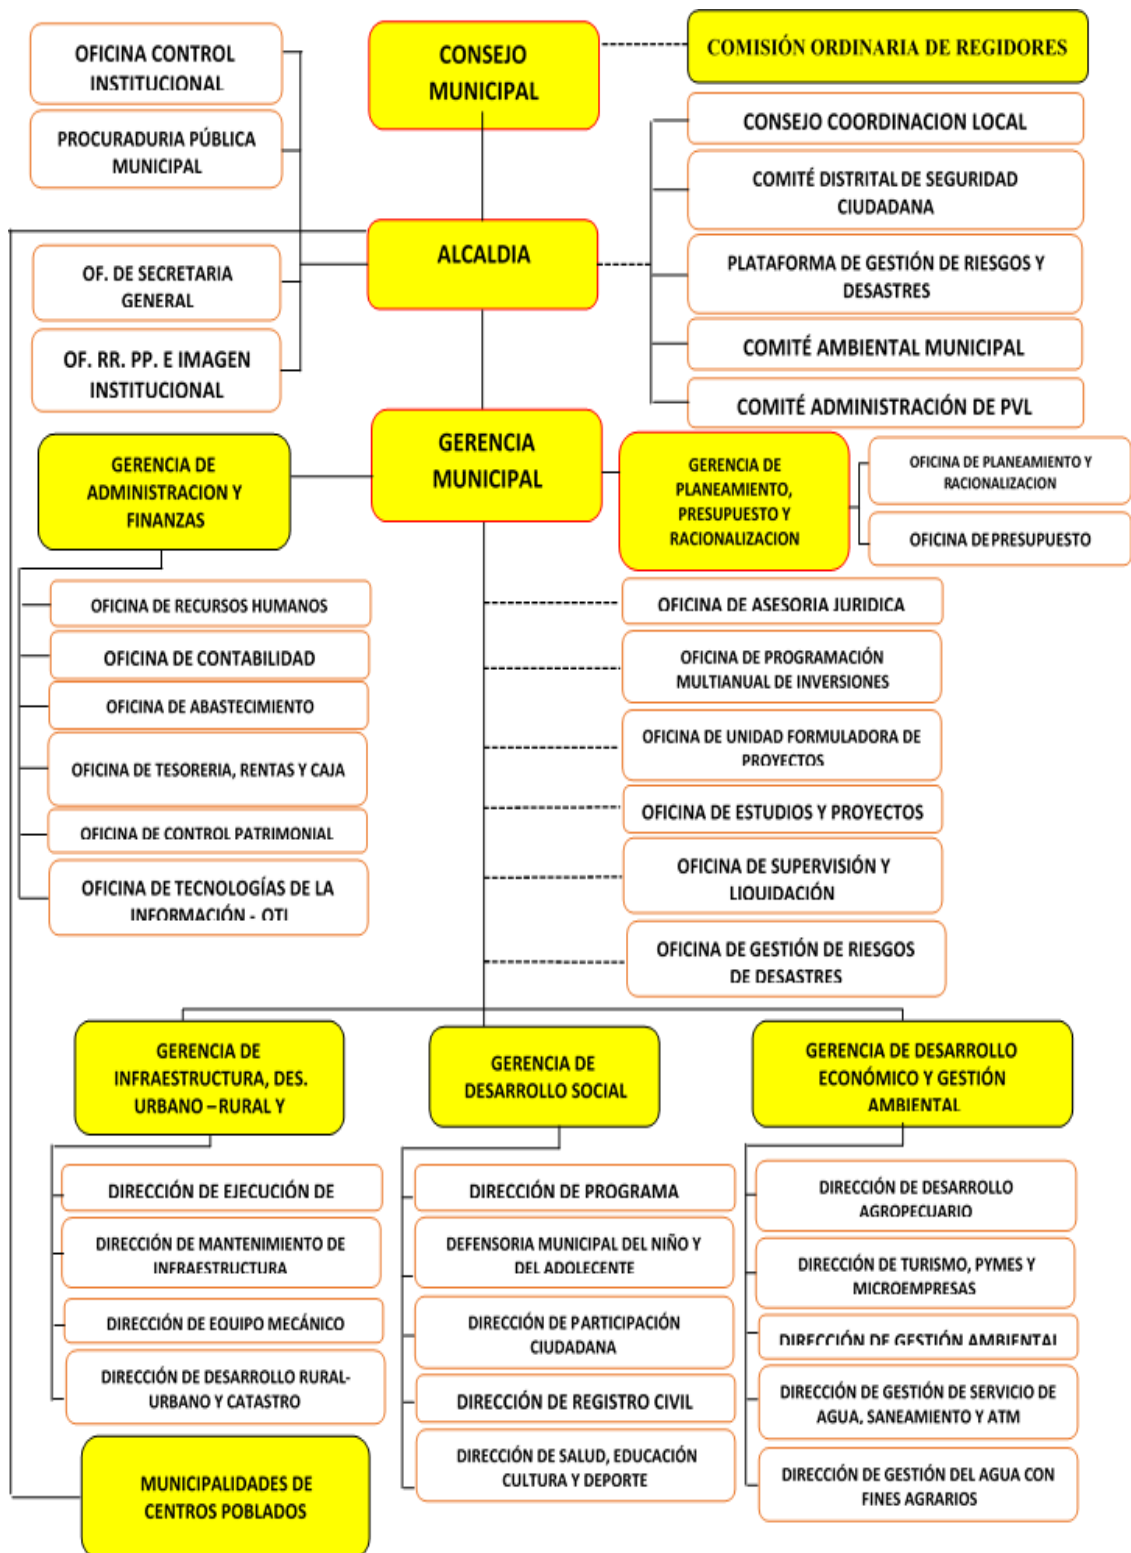 OFICINA CONTROL
INSTITUCIONAL
PROCURADURIA PÚBLICA
MUNICIPAL
OF. DE SECRETARIA
GENERAL
OF. RR. PP. E IMAGEN
INSTITUCIONAL
CONSEJO
MUNICIPAL
COMISIÓN ORDINARIA DE REGIDORES
CONSEJO COORDINACION LOCAL
COMITÉ DISTRITAL DE SEGURIDAD
CIUDADANA
ALCALDIA
PLATAFORMA DE GESTIÓN DE RIESGOS Y
DESASTRES
COMITÉ AMBIENTAL MUNICIPAL
COMITÉ ADMINISTRACIÓN DE PVL
GERENCIA
MUNICIPAL
GERENCIA DE
ADMINISTRACION Y
FINANZAS
GERENCIA DE
PLANEAMIENTO,
PRESUPUESTO Y
RACIONALIZACION
OFICINA DE PLANEAMIENTO Y
RACIONALIZACION
OFICINA DE PRESUPUESTO
OFICINA DE RECURSOS HUMANOS
OFICINA DE CONTABILIDAD
OFICINA DE ABASTECIMIENTO
OFICINA DE TESORERIA, RENTAS Y CAJA
OFICINA DE CONTROL PATRIMONIAL
OFICINA DE TECNOLOGÍAS DE LA
INFORMACIÓN - OTI
OFICINA DE ASESORIA JURIDICA
OFICINA DE PROGRAMACIÓN
MULTIANUAL DE INVERSIONES
OFICINA DE UNIDAD FORMULADORA DE
PROYECTOS
OFICINA DE ESTUDIOS Y PROYECTOS
OFICINA DE SUPERVISIÓN Y
LIQUIDACIÓN
OFICINA DE GESTIÓN DE RIESGOS
DE DESASTRES
GERENCIA DE
INFRAESTRUCTURA, DES.
URBANO – RURAL Y
DIRECCIÓN DE EJECUCIÓN DE
DIRECCIÓN DE MANTENIMIENTO DE
INFRAESTRUCTURA
DIRECCIÓN DE EQUIPO MECÁNICO
DIRECCIÓN DE DESARROLLO RURAL-
URBANO Y CATASTRO
MUNICIPALIDADES DE
CENTROS POBLADOS
GERENCIA DE
DESARROLLO SOCIAL
DIRECCIÓN DE PROGRAMA
DEFENSORIA MUNICIPAL DEL NIÑO Y
DEL ADOLECENTE
DIRECCIÓN DE PARTICIPACIÓN
CIUDADANA
DIRECCIÓN DE REGISTRO CIVIL
DIRECCIÓN DE SALUD, EDUCACIÓN
CULTURA Y DEPORTE
GERENCIA DE DESARROLLO
ECONÓMICO Y GESTIÓN
AMBIENTAL
DIRECCIÓN DE DESARROLLO
AGROPECUARIO
DIRECCIÓN DE TURISMO, PYMES Y
MICROEMPRESAS
DIRECCIÓN DE GESTIÓN AMBIENTAL
DIRECCIÓN DE GESTIÓN DE SERVICIO DE
AGUA, SANEAMIENTO Y ATM
DIRECCIÓN DE GESTIÓN DEL AGUA CON
FINES AGRARIOS